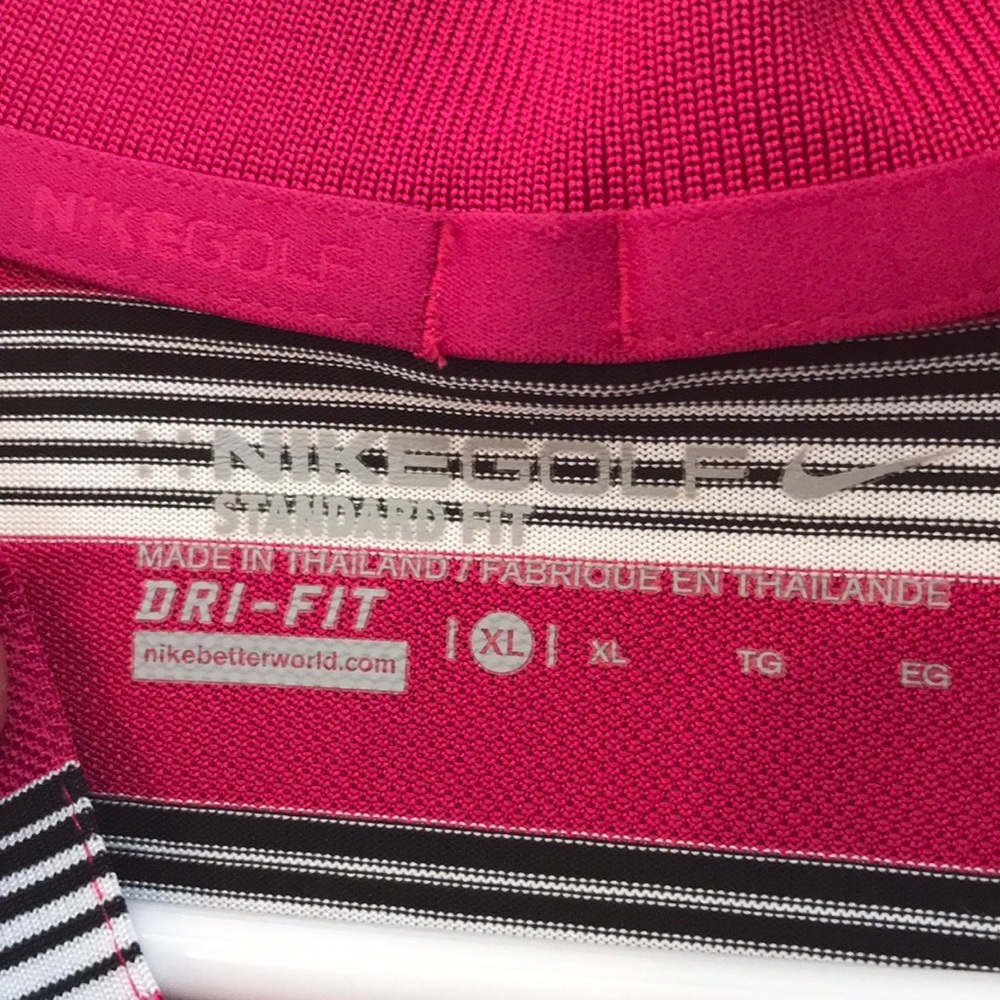 NIKEGOLF
NIKEGOLF
STANDARD FIT
MADE IN THAILAND / FABRIQUE EN THAILANDE
DRI-FIT
nikebetterworld.com
| XL | XL TG EG